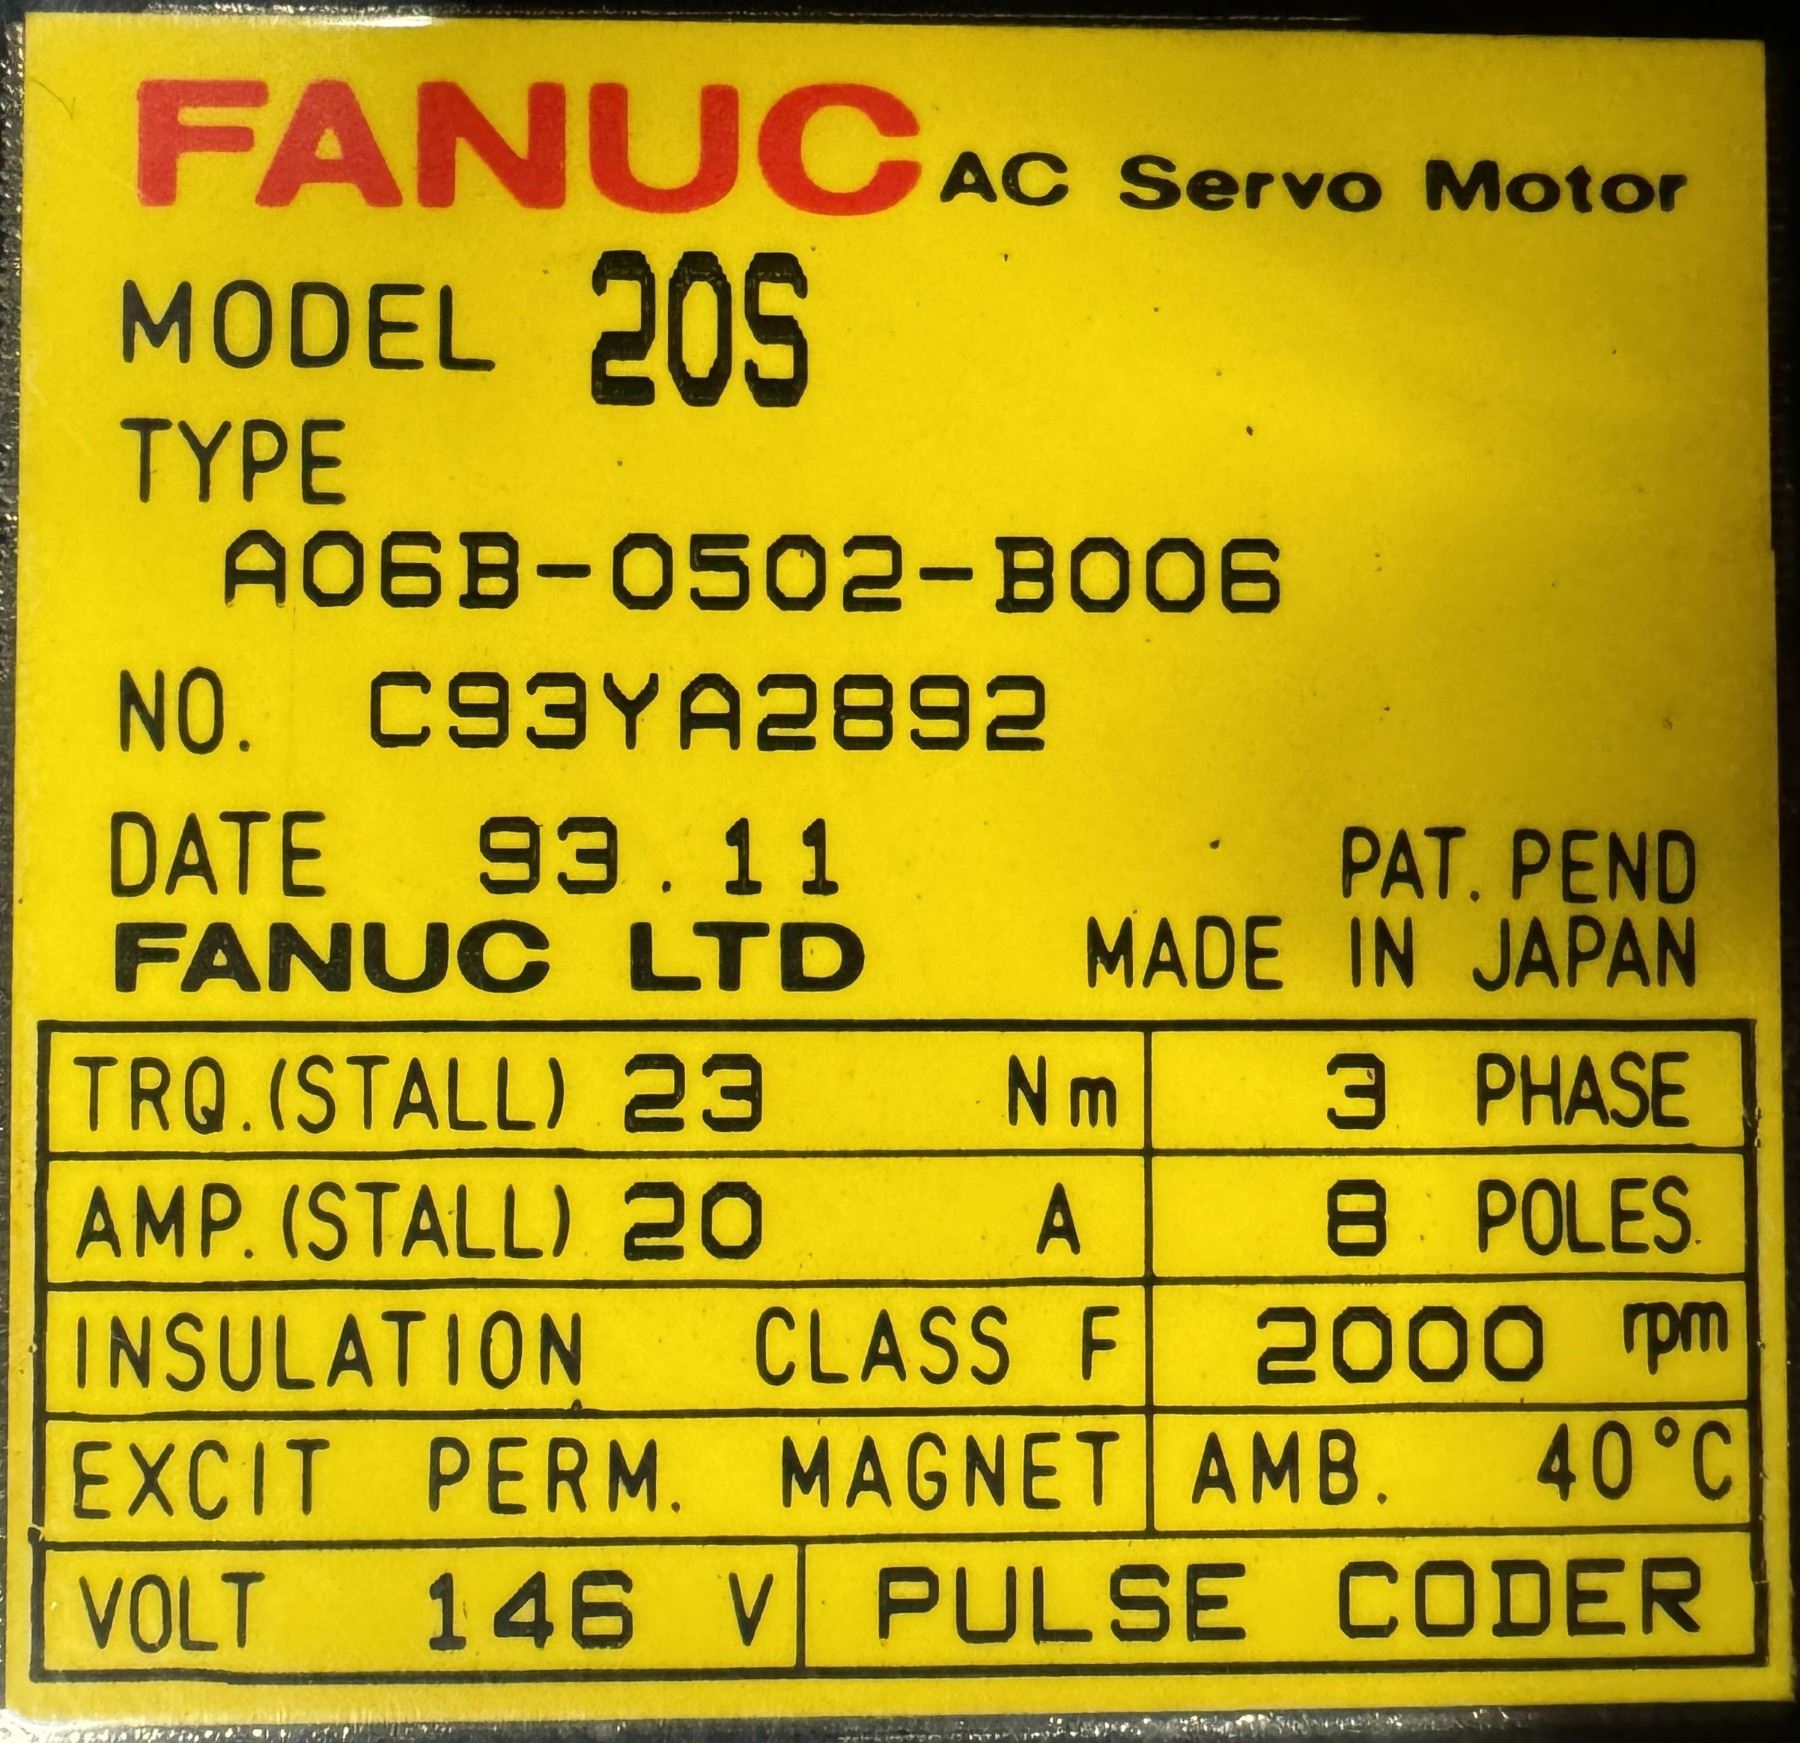 FANUC AC Servo Motor
MODEL 20S
TYPE
A06B-0502-B006
NO. C93YA2892
DATE 93.11 PAT. PEND
FANUC LTD MADE IN JAPAN
TRQ.(STALL) 23 Nm 3 PHASE
AMP.(STALL) 20 A 8 POLES.
INSULATION CLASS F 2000 rpm
EXCIT PERM. MAGNET AMB. 40°C
VOLT 146 V PULSE CODER